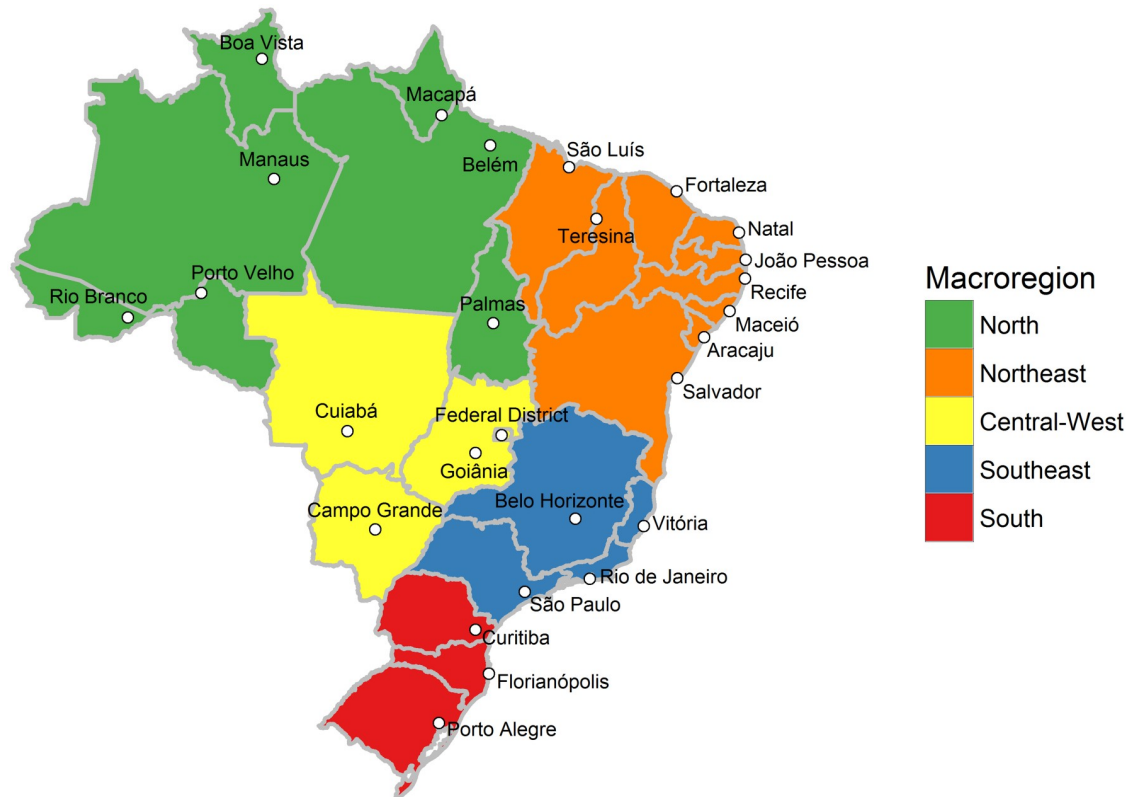 Boa Vista
Macapá
Manaus
Belém
São Luís
Fortaleza
Teresina
Natal
João Pessoa
Porto Velho
Recife
Rio Branco
Palmas
Maceió
Aracaju
Salvador
Cuiabá
Federal District
Goiânia
Campo Grande
Belo Horizonte
Vitória
Rio de Janeiro
São Paulo
Curitiba
Florianópolis
Porto Alegre
Macroregion
North
Northeast
Central-West
Southeast
South